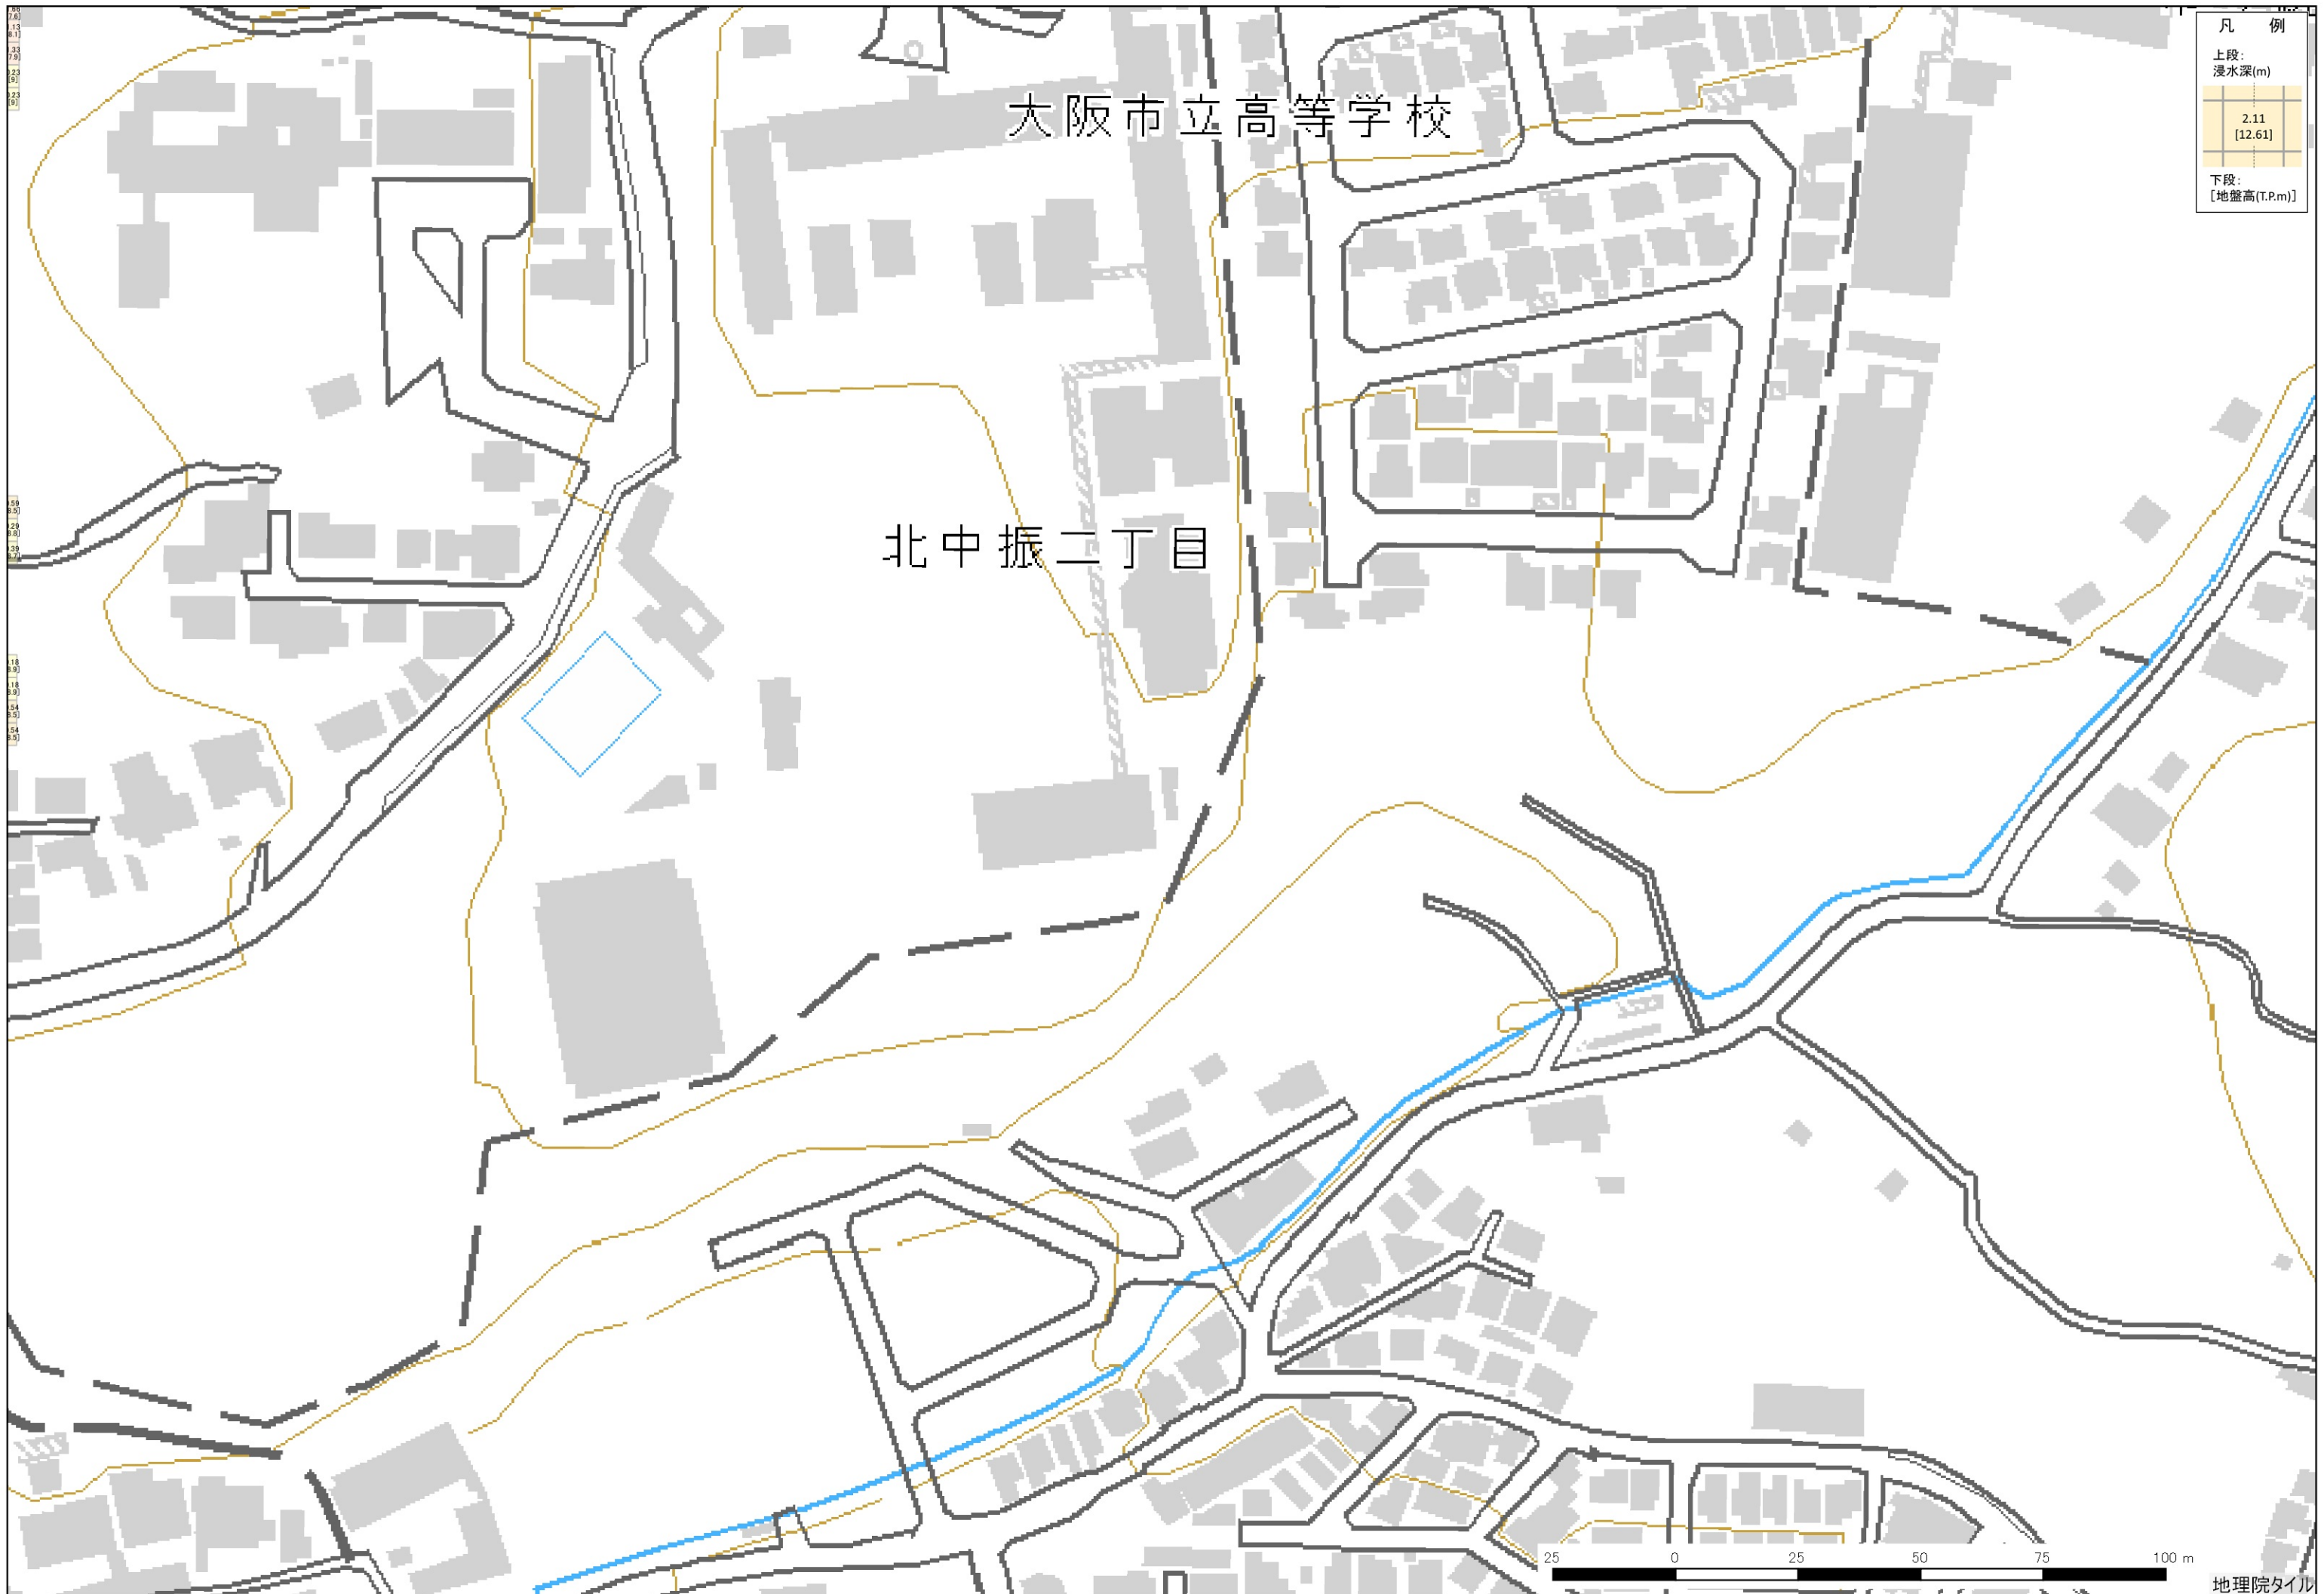 凡 例
上段:
浸水深(m)
2.11
[12.61]
下段:
[地盤高(T.P.m)]
大阪市立高等学校
北中振二丁目
25 0 25 50 75 100 m
地理院タイル